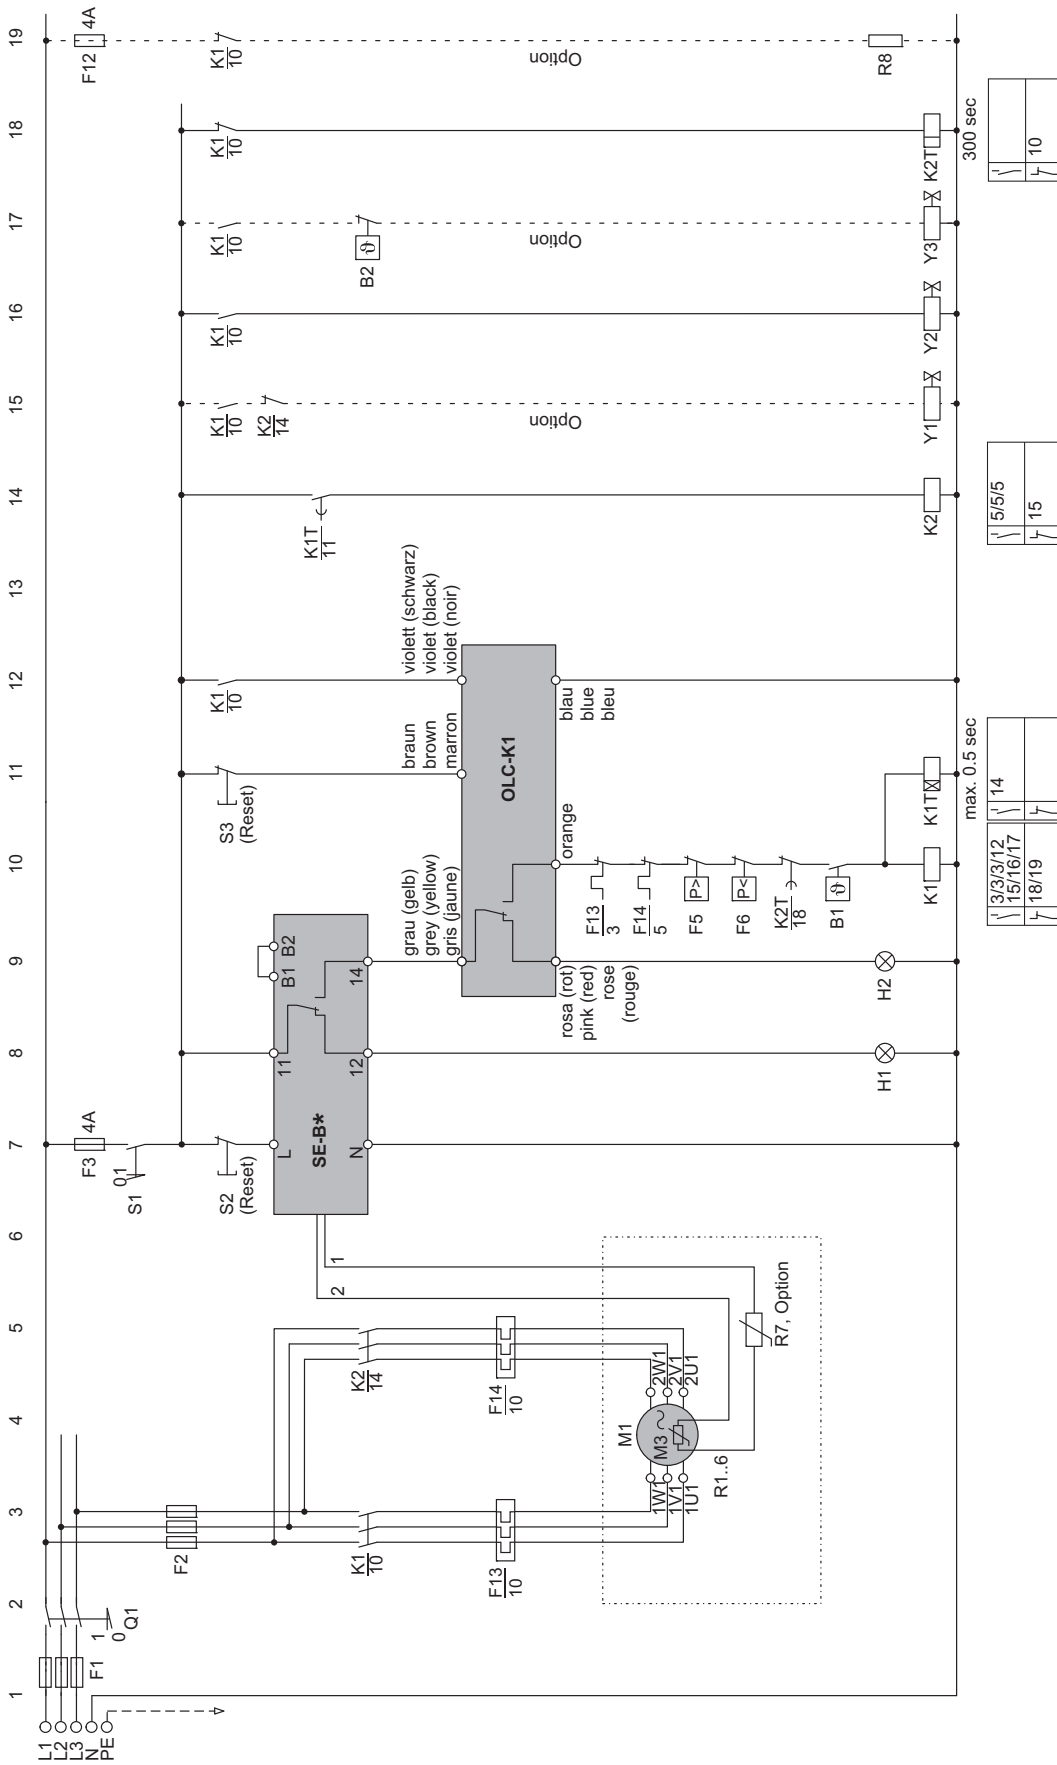 1
2
3
4
5
6
7
8
9
10
11
12
13
14
15
16
17
18
19
L1
L2
L3
N
PE
F1
1
0
Q1
F2
K1
10
F13
10
K2
14
F14
10
M1
M3
1W1
1V1
1U1
2W1
2V1
2U1
R1..6
R7, Option
2
1
F3
4A
0 1
S1
S2
(Reset)
L
N
SE-B*
11
12
14
B1
B2
H1
H2
grau (gelb)
grey (yellow)
gris (jaune)
braun
brown
marron
violett (schwarz)
violet (black)
violet (noir)
OLC-K1
rosa (rot)
pink (red)
rose
(rouge)
orange
blau
blue
bleu
F13
3
F14
5
F5
P>
F6
P<
K2T
18
B1
ϑ
K1
K1T
max. 0.5 sec
3/3/3/12
15/16/17
18/19
14
S3
(Reset)
K1
10
K1T
11
K2
5/5/5
15
K1
10
K2
14
Option
Y1
K1
10
Y2
K1
10
B2
ϑ
Option
Y3
K1
10
K2T
300 sec
10
F12
4A
K1
10
Option
R8